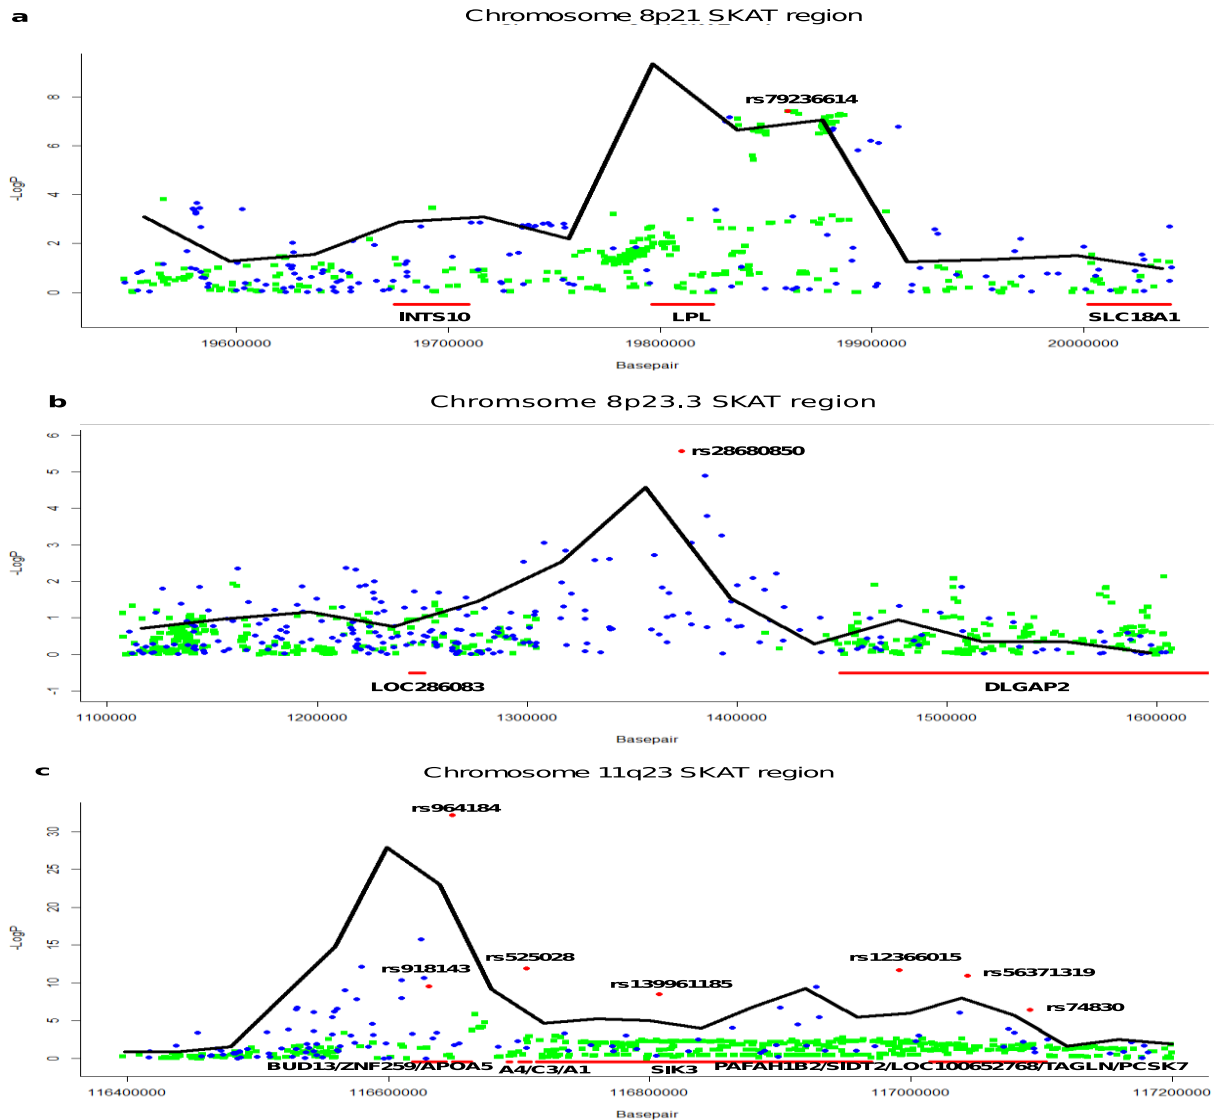 a
Chromosome 8p21 SKAT region
rs79236614
-LogP
8
6
4
2
0
INTS10 LPL SLC18A1
19600000 19700000 19800000 19900000 20000000
Basepair
b
Chromsome 8p23.3 SKAT region
rs28680850
-LogP
6
5
4
3
2
1
0
-1
LOC286083 DLGAP2
1100000 1200000 1300000 1400000 1500000 1600000
Basepair
c
Chromosome 11q23 SKAT region
rs964184
rs525028 rs12366015
rs918143 rs56371319
rs139961185
rs74830
-LogP
30
25
20
15
10
5
0
BUD13/ZNF259/APOA5 A4/C3/A1 SIK3 PAFAH1B2/SIDT2/LOC100652768/TAGLN/PCSK7
116400000 116600000 116800000 117000000 117200000
Basepair